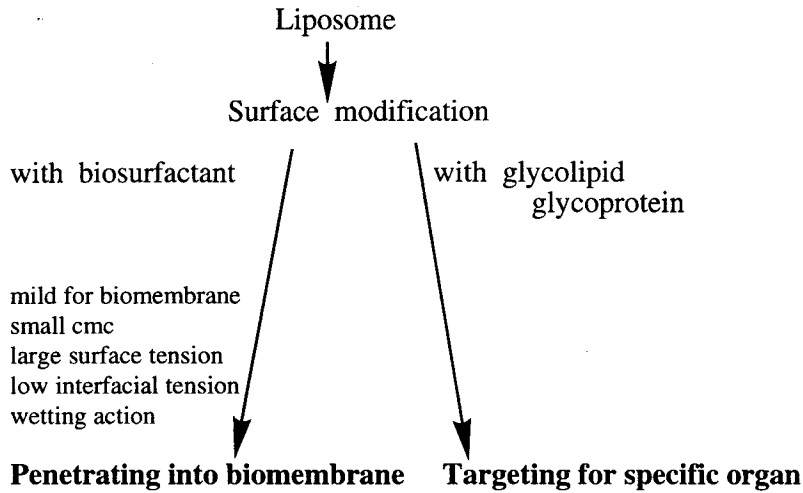 Liposome
Surface modification
with biosurfactant
with glycolipid
glycoprotein
mild for biomembrane
small cmc
large surface tension
low interfacial tension
wetting action
Penetrating into biomembrane
Targeting for specific organ